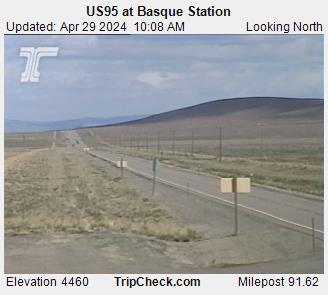 US95 at Basque Station
Updated: Apr 29 2024 10:08 AM Looking North
Elevation 4460 TripCheck.com Milepost 91.62